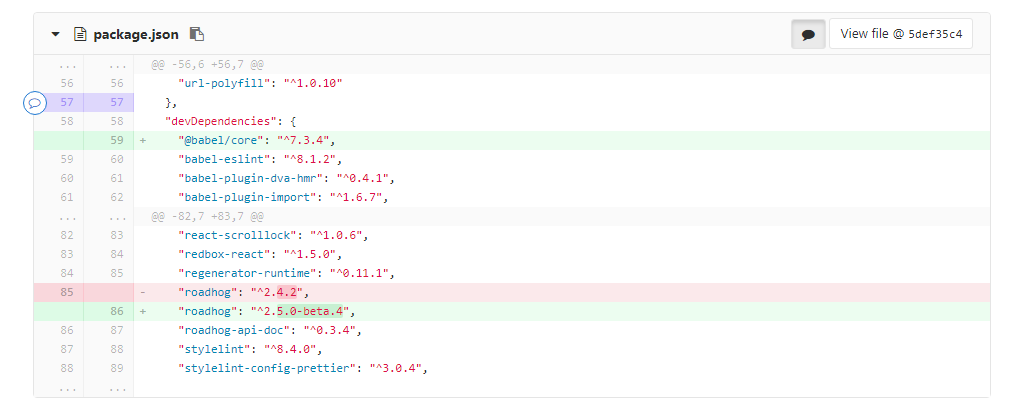 package.json View file @ 5def35c4
... ... @@ -56,6 +56,7 @@
56 56 "url-polyfill": "^1.0.10"
57 57 },
58 58 "devDependencies": {
59 + "@babel/core": "^7.3.4",
59 60 "babel-eslint": "^8.1.2",
60 61 "babel-plugin-dva-hmr": "^0.4.1",
61 62 "babel-plugin-import": "^1.6.7",
... ... @@ -82,7 +83,7 @@
82 83 "react-scrolllock": "^1.0.6",
83 84 "redbox-react": "^1.5.0",
84 85 "regenerator-runtime": "^0.11.1",
85 - "roadhog": "^2.4.2",
86 + "roadhog": "^2.5.0-beta.4",
86 87 "roadhog-api-doc": "^0.3.4",
87 88 "stylelint": "^8.4.0",
88 89 "stylelint-config-prettier": "^3.0.4",
... ...